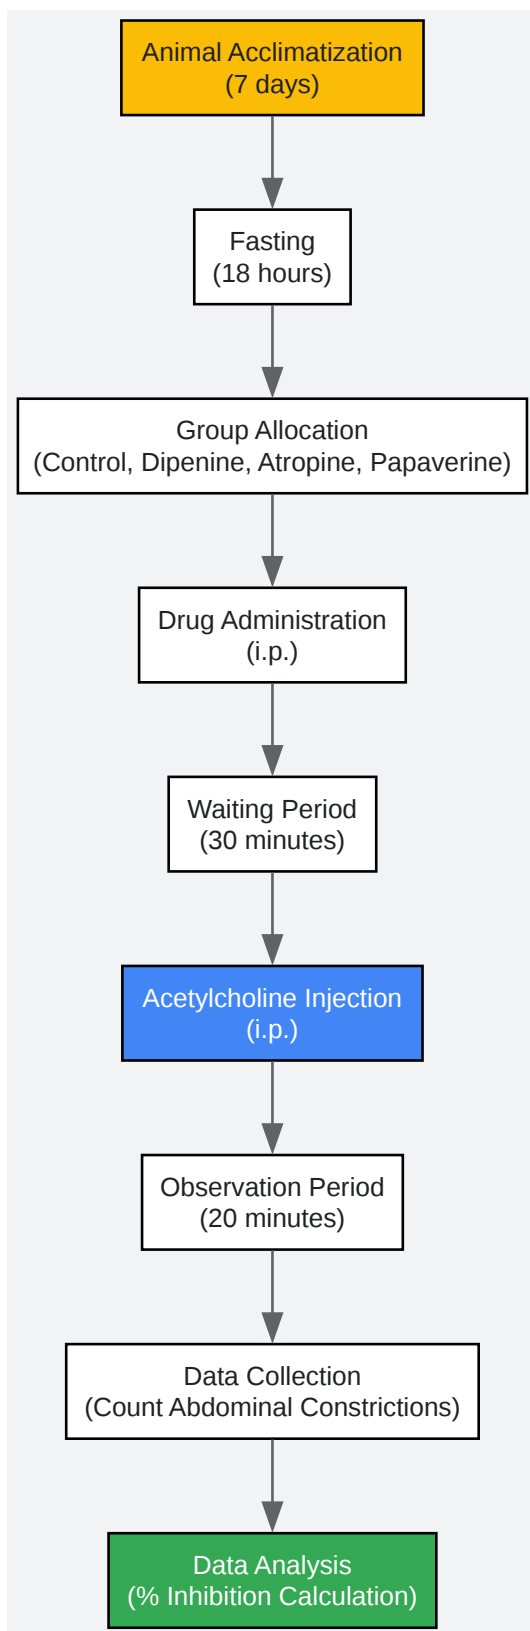 Animal Acclimatization
(7 days)
Fasting
(18 hours)
Group Allocation
(Control, Dipenine, Atropine, Papaverine)
Drug Administration
(i.p.)
Waiting Period
(30 minutes)
Acetylcholine Injection
(i.p.)
Observation Period
(20 minutes)
Data Collection
(Count Abdominal Constrictions)
Data Analysis
(% Inhibition Calculation)